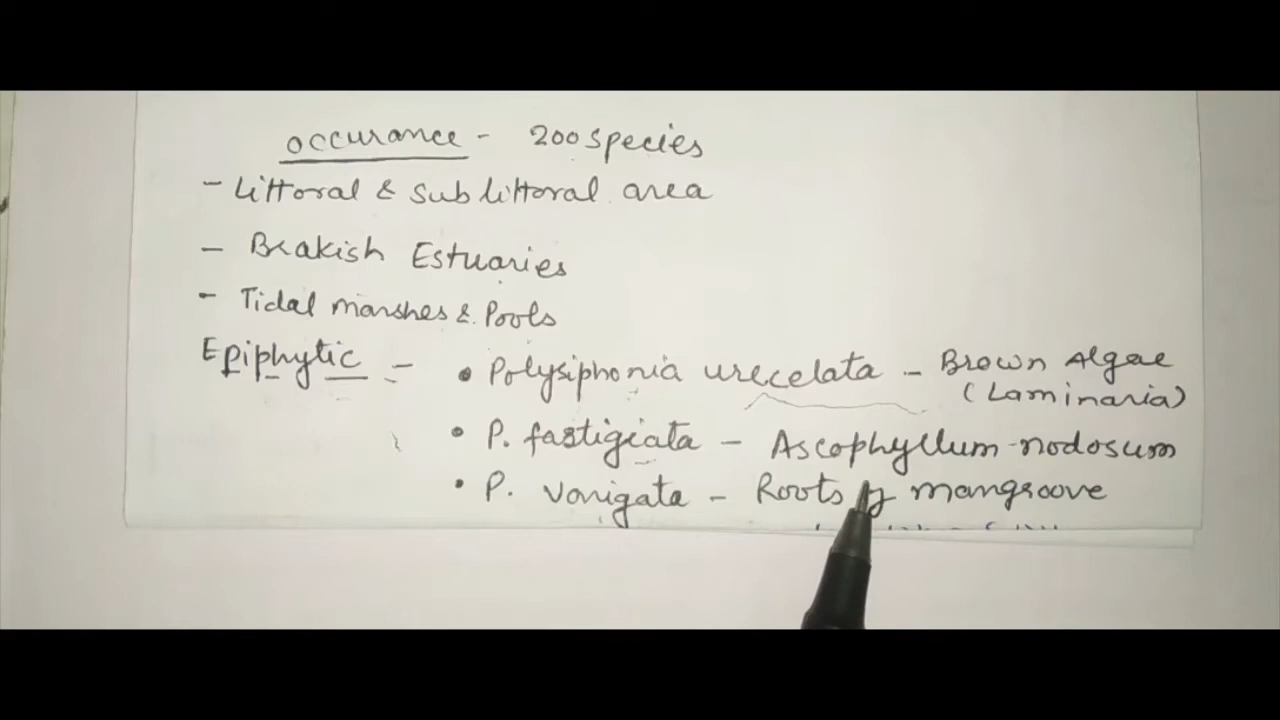 occurance - 200 species
- Littoral & Sub littoral area
- Brakish Estuaries
- Tidal marshes & Pools
Epiphytic - • Polysiphonia urecelata - Brown Algae
(Laminaria)
• P. fastigiata - Ascophyllum nodosum
• P. varigata - Roots of mangroove